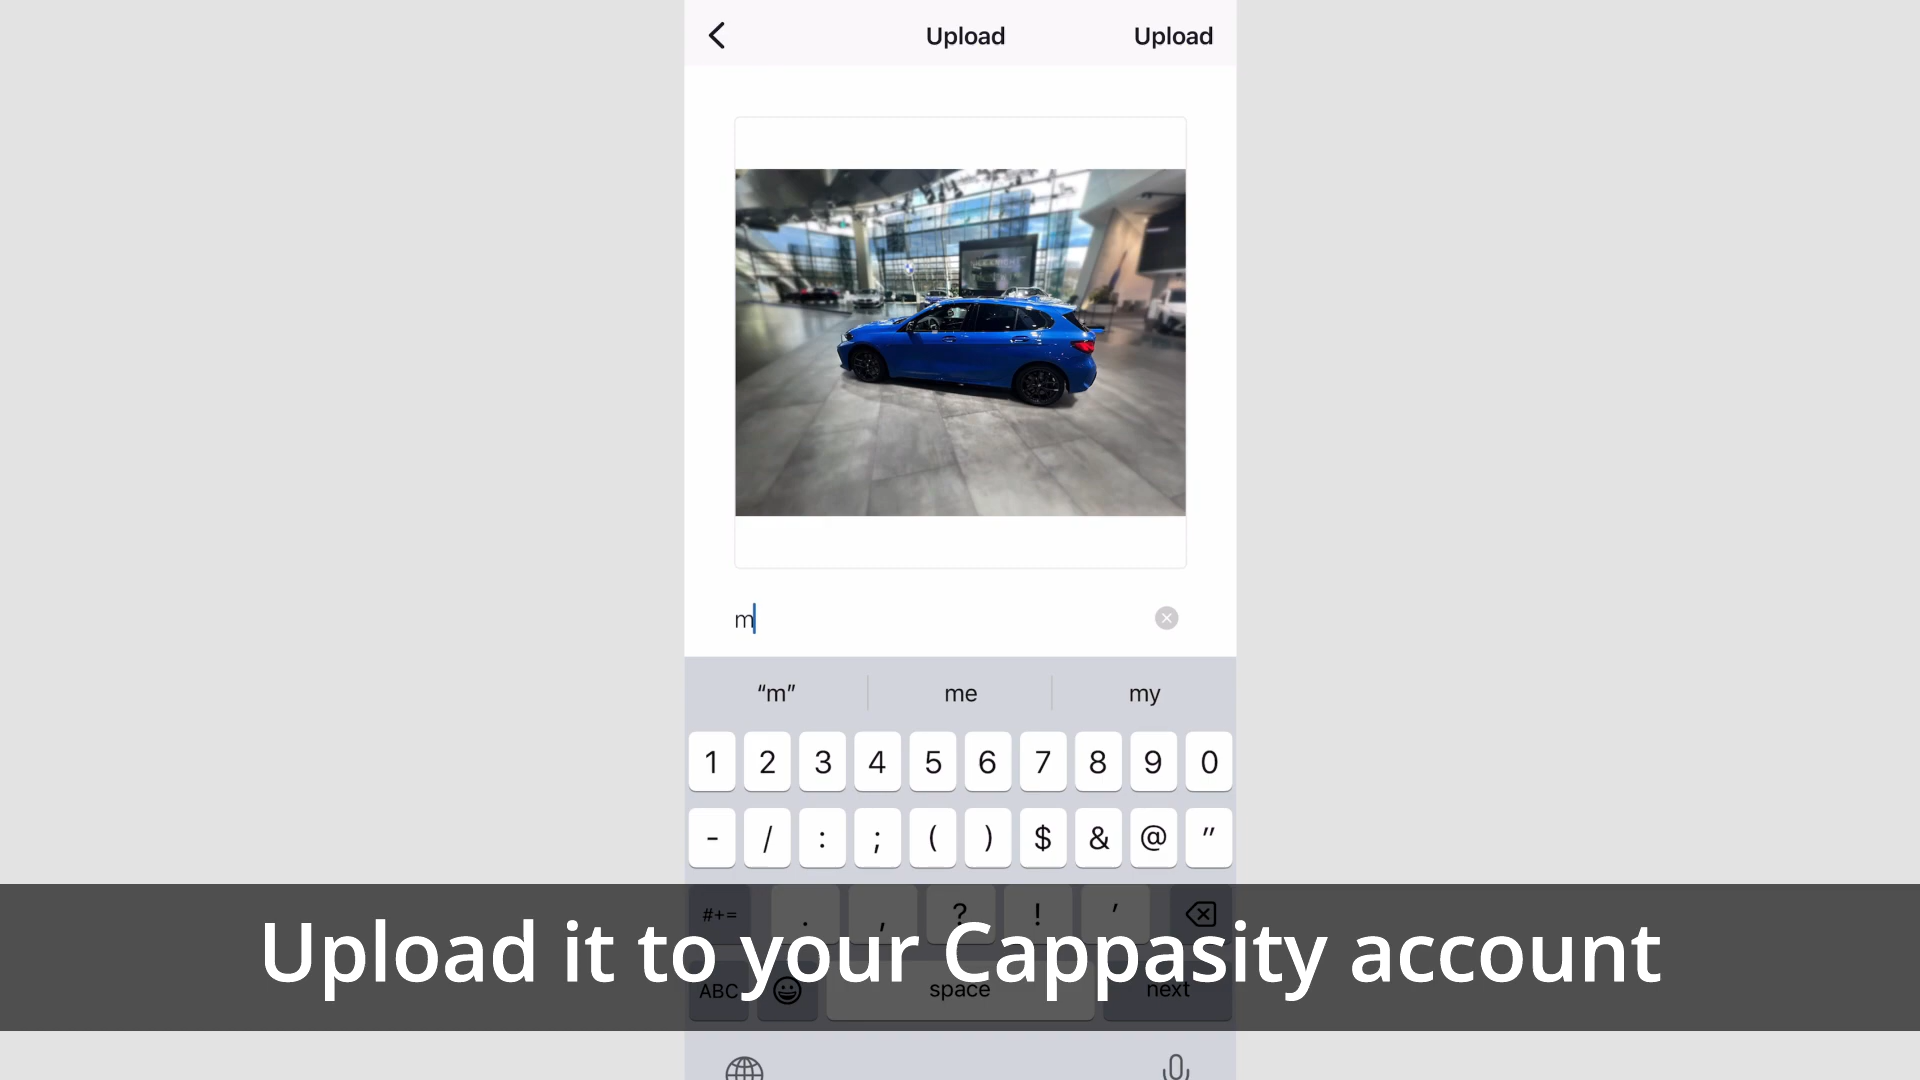 Upload Upload
m
“m” me my
1 2 3 4 5 6 7 8 9 0
- / : ; ( ) $ & @ "
#+= . , ? ! ’
Upload it to your Cappasity account
ABC space next